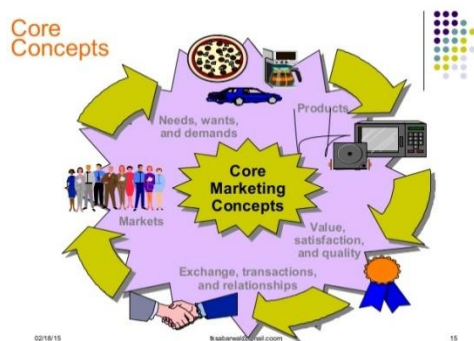 Core
Concepts
Needs, wants,
and demands
Products
Core
Marketing
Concepts
Markets
Value,
satisfaction,
and quality
Exchange, transactions,
and relationships
02/18/15
15